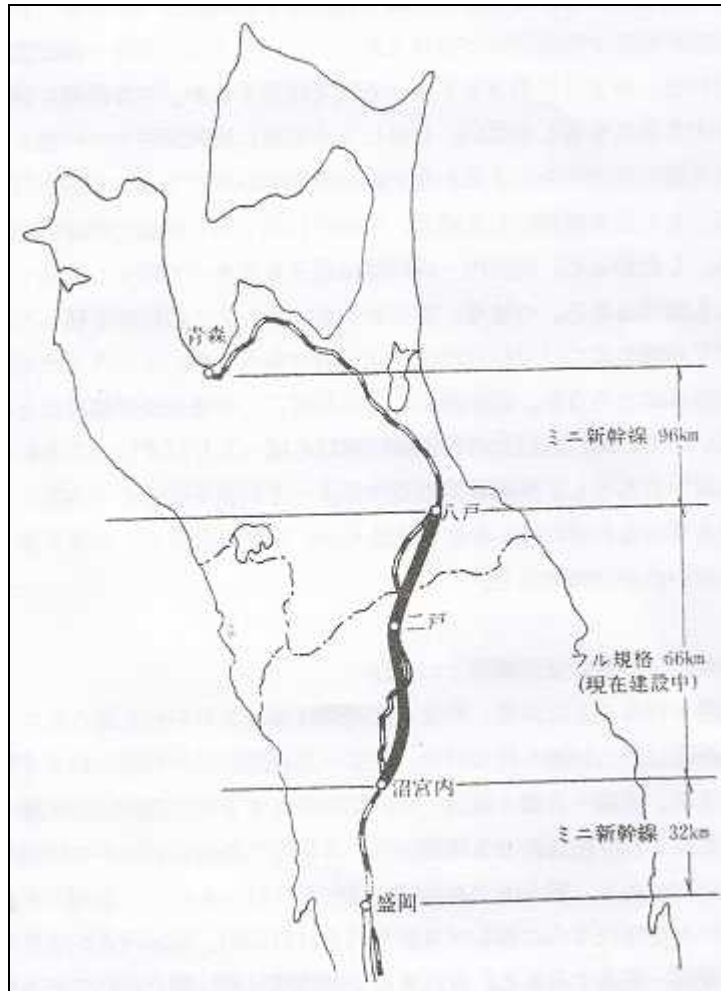 青森
ミニ新幹線 96km
八戸
二戸
フル規格 66km
(現在建設中)
沼宮内
ミニ新幹線 32km
盛岡